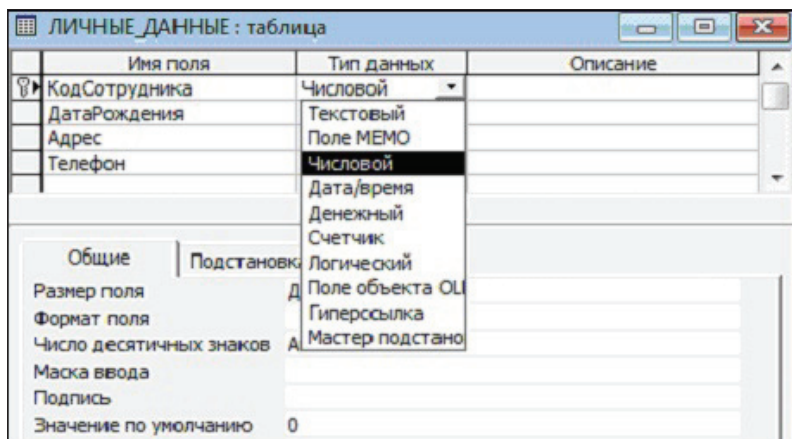 ЛИЧНЫЕ_ДАННЫЕ : таблица
Имя поля Тип данных Описание
КодСотрудника Числовой
ДатаРождения Текстовый
Адрес Поле МЕМО
Телефон Числовой
Дата/время
Денежный
Счетчик
Общие Подстановка Логический
Размер поля Д Поле объекта OLE
Формат поля Гиперссылка
Число десятичных знаков А Мастер подстано
Маска ввода
Подпись
Значение по умолчанию 0